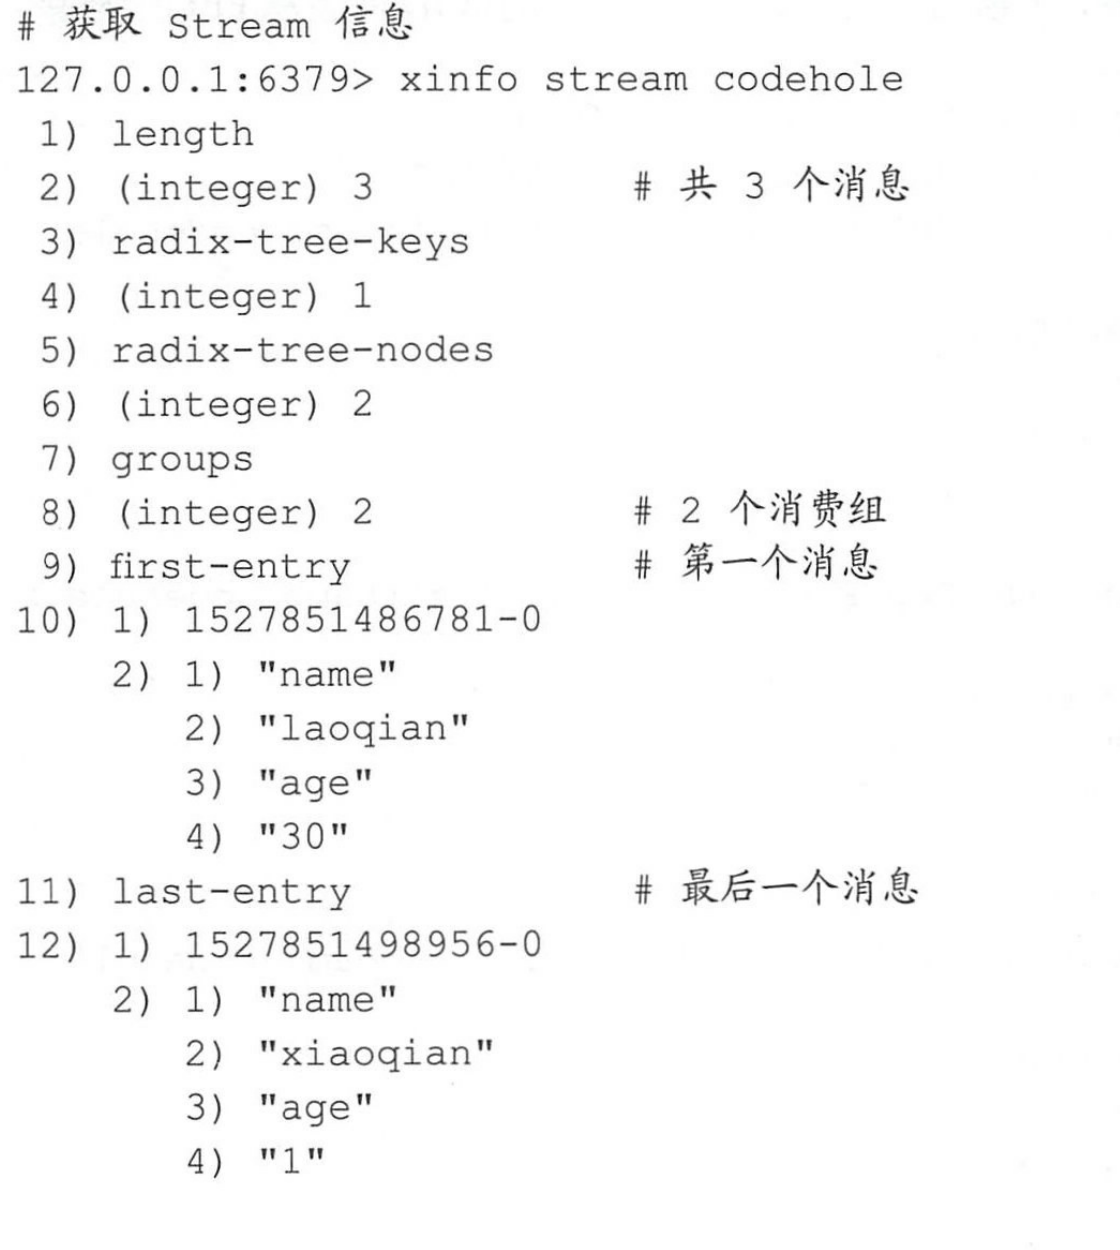 # 获取 Stream 信息
127.0.0.1:6379> xinfo stream codehole
 1) length
 2) (integer) 3           # 共 3 个消息
 3) radix-tree-keys
 4) (integer) 1
 5) radix-tree-nodes
 6) (integer) 2
 7) groups
 8) (integer) 2           # 2 个消费组
 9) first-entry           # 第一个消息
10) 1) 1527851486781-0
    2) 1) "name"
       2) "laoqian"
       3) "age"
       4) "30"
11) last-entry            # 最后一个消息
12) 1) 1527851498956-0
    2) 1) "name"
       2) "xiaoqian"
       3) "age"
       4) "1"